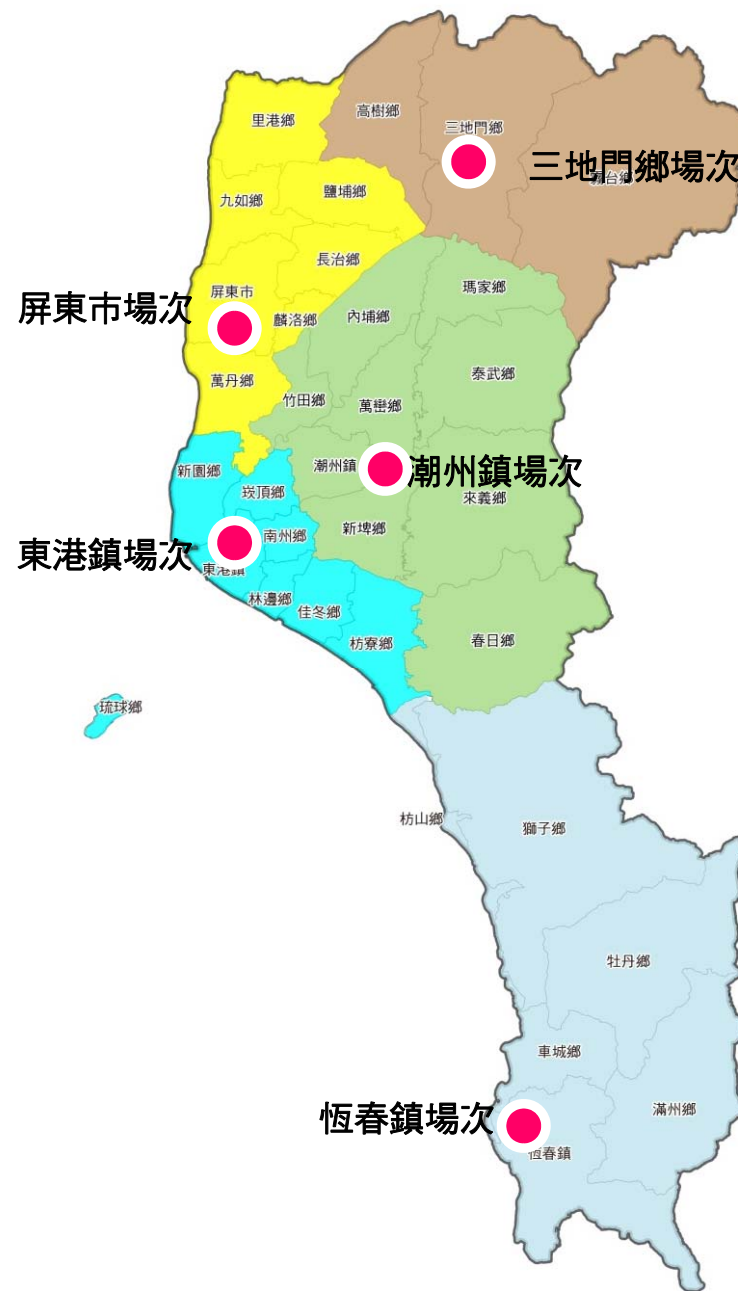 高樹鄉
里港鄉
三地門鄉
三地門鄉場次
霧台鄉
鹽埔鄉
九如鄉
長治鄉
瑪家鄉
屏東市
屏東市場次
麟洛鄉
內埔鄉
泰武鄉
萬丹鄉
竹田鄉
萬巒鄉
潮州鎮
潮州鎮場次
新園鄉
崁頂鄉
來義鄉
新埤鄉
南州鄉
東港鎮場次
東港鎮
林邊鄉
佳冬鄉
枋寮鄉
春日鄉
琉球鄉
枋山鄉
獅子鄉
牡丹鄉
車城鄉
滿州鄉
恆春鎮場次
恆春鎮